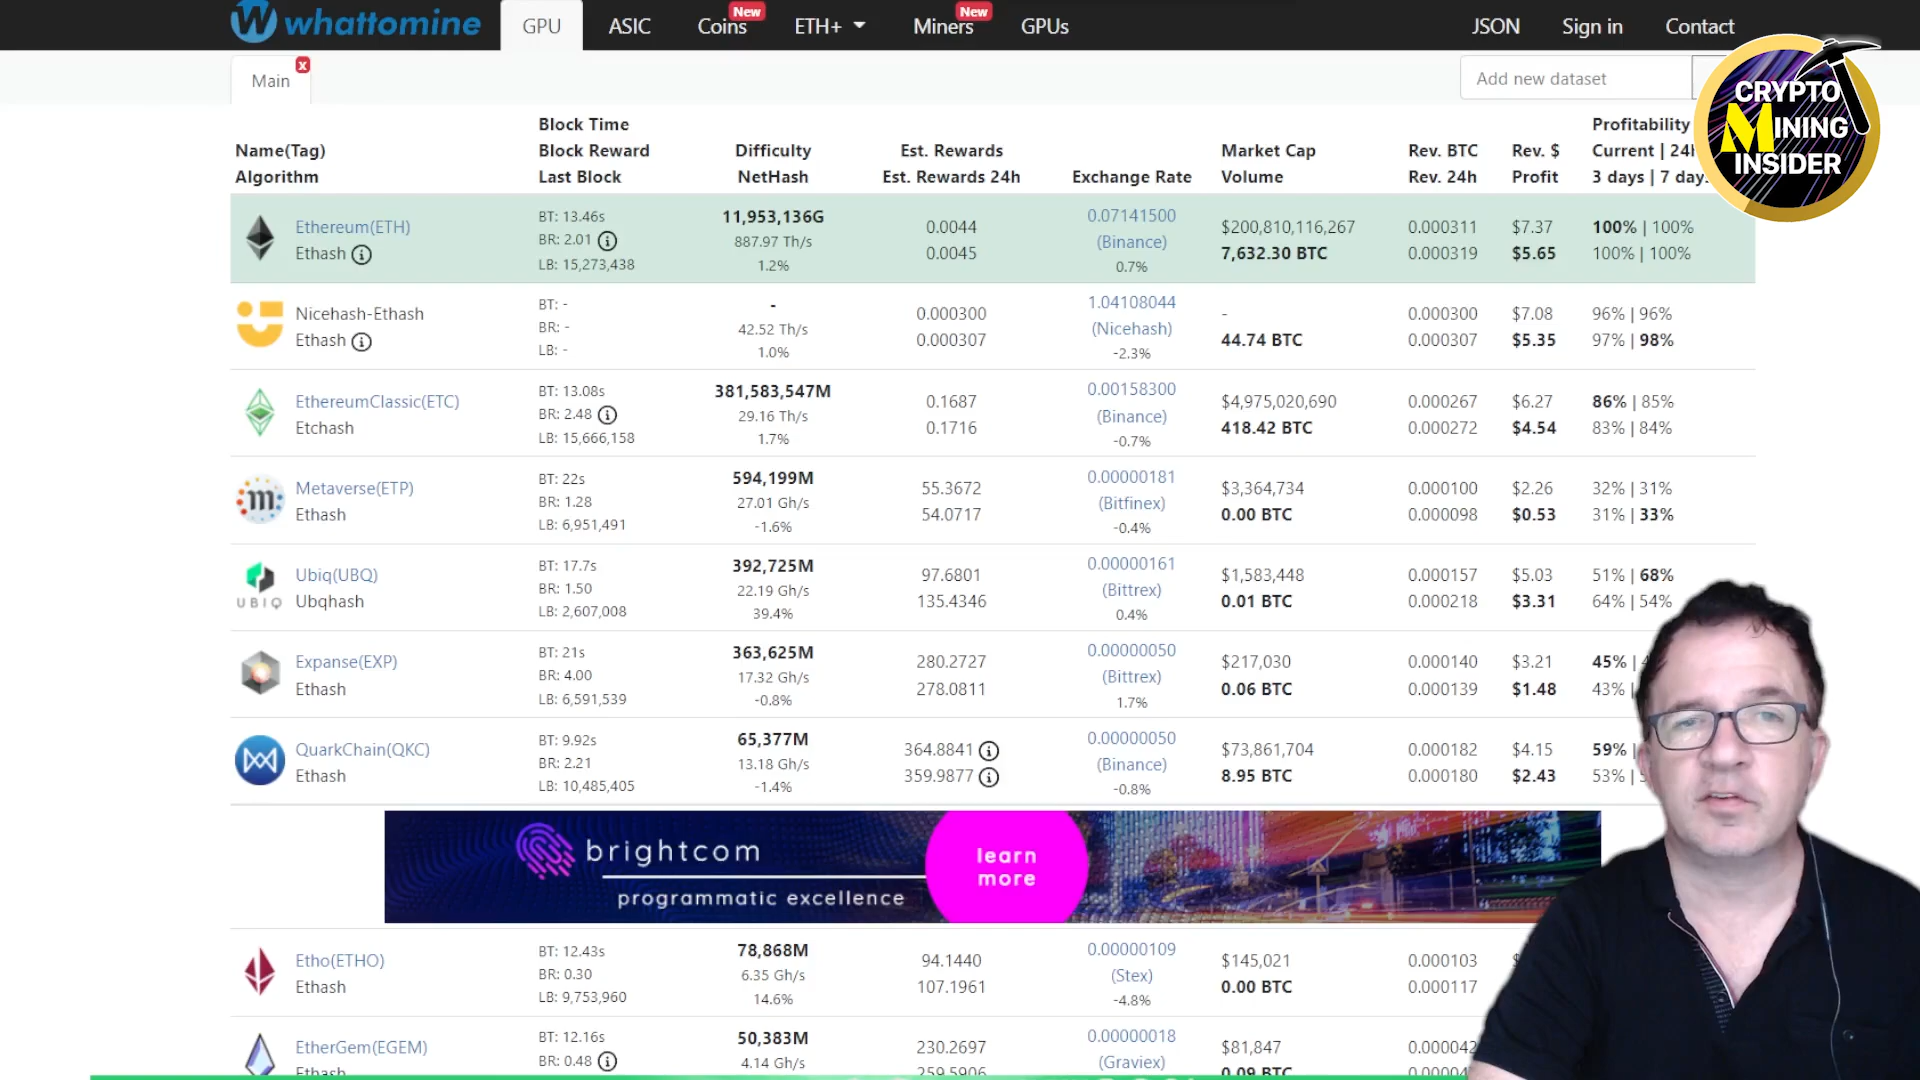 whattomine
GPU
ASIC
Coins New
ETH+
Miners New
GPUs
JSON
Sign in
Contact
Main x
Add new dataset
CRYPTO
MINING
INSIDER
Name(Tag)
Algorithm
Block Time
Block Reward
Last Block
Difficulty
NetHash
Est. Rewards
Est. Rewards 24h
Exchange Rate
Market Cap
Volume
Rev. BTC
Rev. 24h
Rev. $
Profit
Profitability
Current | 24h
3 days | 7 days
Ethereum(ETH)
Ethash
BT: 13.46s
BR: 2.01
LB: 15,273,438
11,953,136G
887.97 Th/s
1.2%
0.0044
0.0045
0.07141500
(Binance)
0.7%
$200,810,116,267
7,632.30 BTC
0.000311
0.000319
$7.37
$5.65
100% | 100%
100% | 100%
Nicehash-Ethash
Ethash
BT: -
BR: -
LB: -
-
42.52 Th/s
1.0%
0.000300
0.000307
1.04108044
(Nicehash)
-2.3%
-
44.74 BTC
0.000300
0.000307
$7.08
$5.35
96% | 96%
97% | 98%
EthereumClassic(ETC)
Etchash
BT: 13.08s
BR: 2.48
LB: 15,666,158
381,583,547M
29.16 Th/s
1.7%
0.1687
0.1716
0.00158300
(Binance)
-0.7%
$4,975,020,690
418.42 BTC
0.000267
0.000272
$6.27
$4.54
86% | 85%
83% | 84%
Metaverse(ETP)
Ethash
BT: 22s
BR: 1.28
LB: 6,951,491
594,199M
27.01 Gh/s
-1.6%
55.3672
54.0717
0.00000181
(Bitfinex)
-0.4%
$3,364,734
0.00 BTC
0.000100
0.000098
$2.26
$0.53
32% | 31%
31% | 33%
UBIQ
Ubiq(UBQ)
Ubqhash
BT: 17.7s
BR: 1.50
LB: 2,607,008
392,725M
22.19 Gh/s
39.4%
97.6801
135.4346
0.00000161
(Bittrex)
0.4%
$1,583,448
0.01 BTC
0.000157
0.000218
$5.03
$3.31
51% | 68%
64% | 54%
Expanse(EXP)
Ethash
BT: 21s
BR: 4.00
LB: 6,591,539
363,625M
17.32 Gh/s
-0.8%
280.2727
278.0811
0.00000050
(Bittrex)
1.7%
$217,030
0.06 BTC
0.000140
0.000139
$3.21
$1.48
45% |
43% |
QuarkChain(QKC)
Ethash
BT: 9.92s
BR: 2.21
LB: 10,485,405
65,377M
13.18 Gh/s
-1.4%
364.8841
359.9877
0.00000050
(Binance)
-0.8%
$73,861,704
8.95 BTC
0.000182
0.000180
$4.15
$2.43
59% |
53% |
brightcom
programmatic excellence
learn
more
Etho(ETHO)
Ethash
BT: 12.43s
BR: 0.30
LB: 9,753,960
78,868M
6.35 Gh/s
14.6%
94.1440
107.1961
0.00000109
(Stex)
-4.8%
$145,021
0.00 BTC
0.000103
0.000117
EtherGem(EGEM)
Ethash
BT: 12.16s
BR: 0.48
50,383M
4.14 Gh/s
230.2697
259.5906
0.00000018
(Graviex)
$81,847
0.09 BTC
0.000042